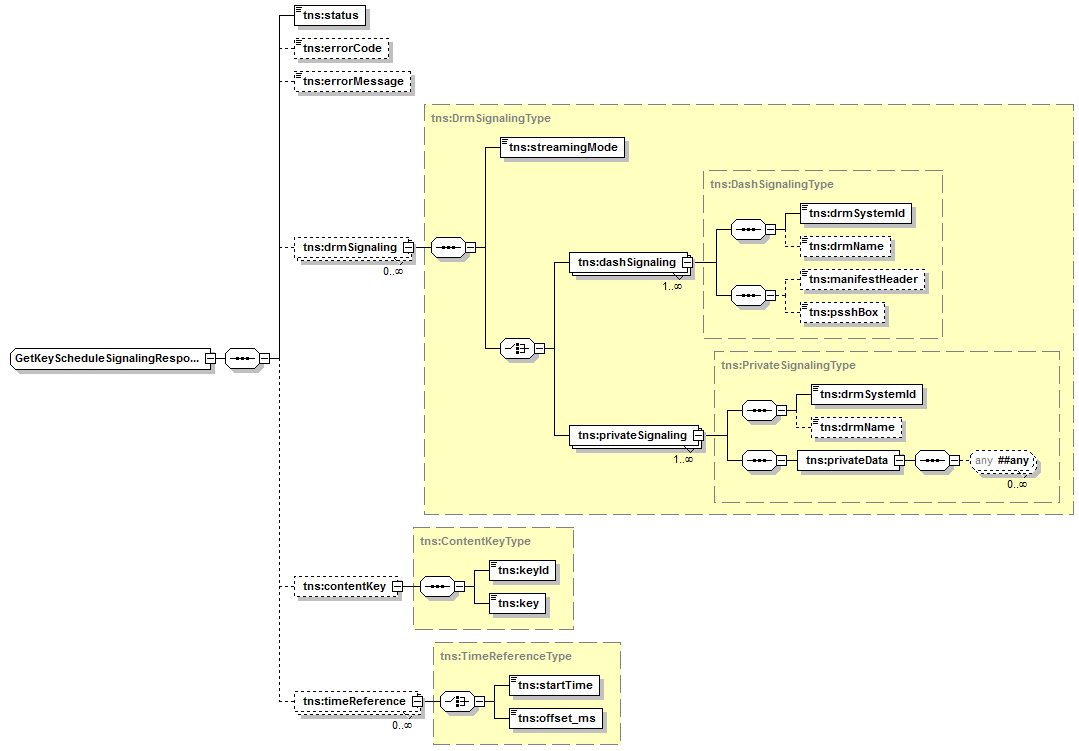 tns:status
tns:errorCode
tns:errorMessage
tns:DrmSignalingType
tns:streamingMode
tns:DashSignalingType
tns:drmSystemId
tns:drmName
tns:drmSignaling
0..∞
tns:dashSignaling
1..∞
tns:manifestHeader
tns:psshBox
GetKeyScheduleSignalingRespo...
tns:PrivateSignalingType
tns:drmSystemId
tns:drmName
tns:privateSignaling
1..∞
tns:privateData
any ##any
0..∞
tns:ContentKeyType
tns:keyId
tns:contentKey
tns:key
tns:TimeReferenceType
tns:startTime
tns:timeReference
0..∞
tns:offset_ms